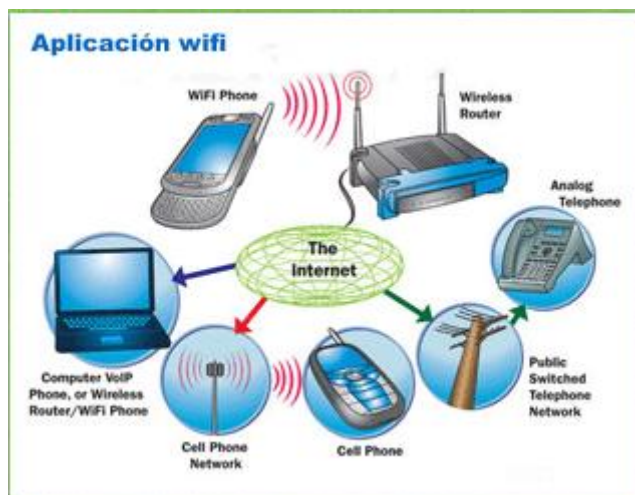 Aplicación wifi
WiFi Phone
Wireless
Router
Analog
Telephone
The
Internet
Computer VoIP
Phone, or Wireless
Router/WiFi Phone
Cell Phone
Network
Cell Phone
Public
Switched
Telephone
Network